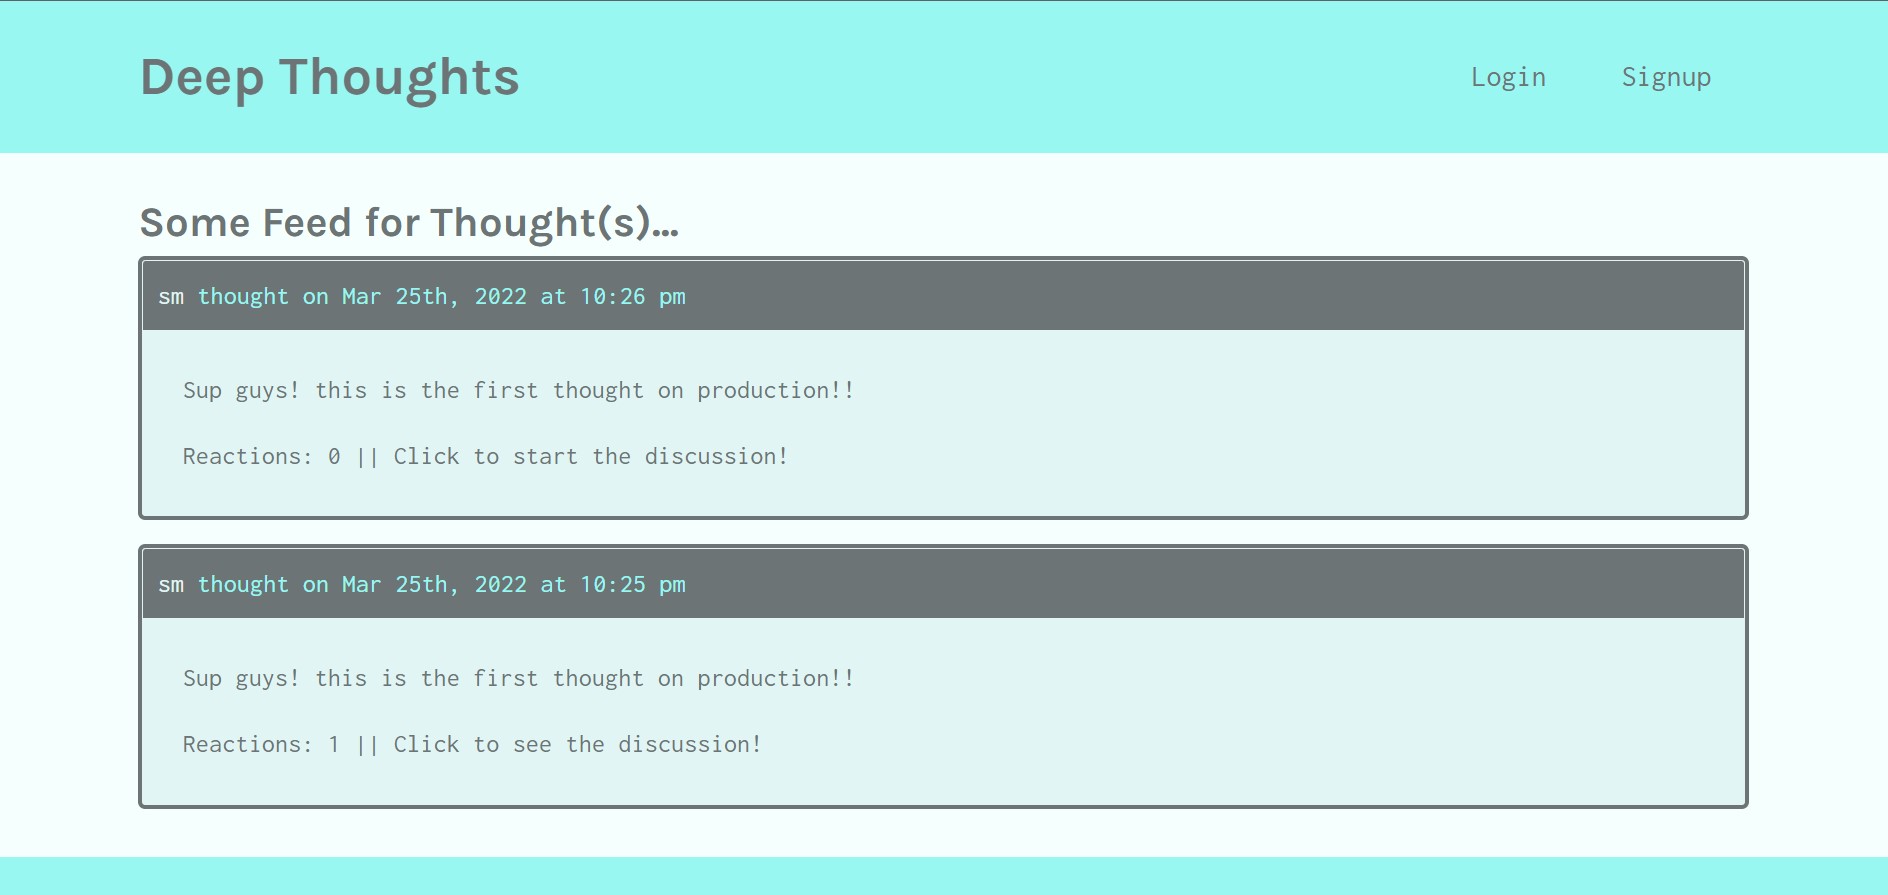 Deep Thoughts
Login Signup
Some Feed for Thought(s)...
sm thought on Mar 25th, 2022 at 10:26 pm
Sup guys! this is the first thought on production!!
Reactions: 0 || Click to start the discussion!
sm thought on Mar 25th, 2022 at 10:25 pm
Sup guys! this is the first thought on production!!
Reactions: 1 || Click to see the discussion!